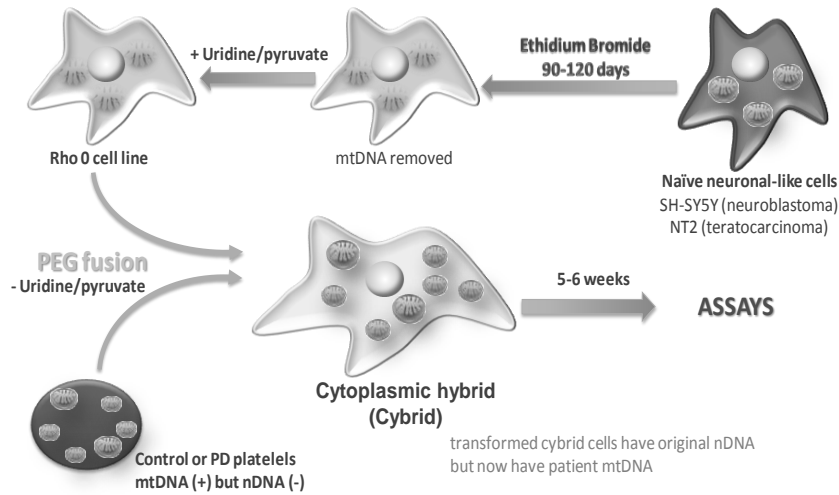 + Uridine/pyruvate
Ethidium Bromide
90-120 days
Rho 0 cell line
mtDNA removed
Naïve neuronal-like cells
SH-SY5Y (neuroblastoma)
NT2 (teratocarcinoma)
PEG fusion
- Uridine/pyruvate
5-6 weeks
ASSAYS
Cytoplasmic hybrid
(Cybrid)
Control or PD platelels
mtDNA (+) but nDNA (-)
transformed cybrid cells have original nDNA
but now have patient mtDNA